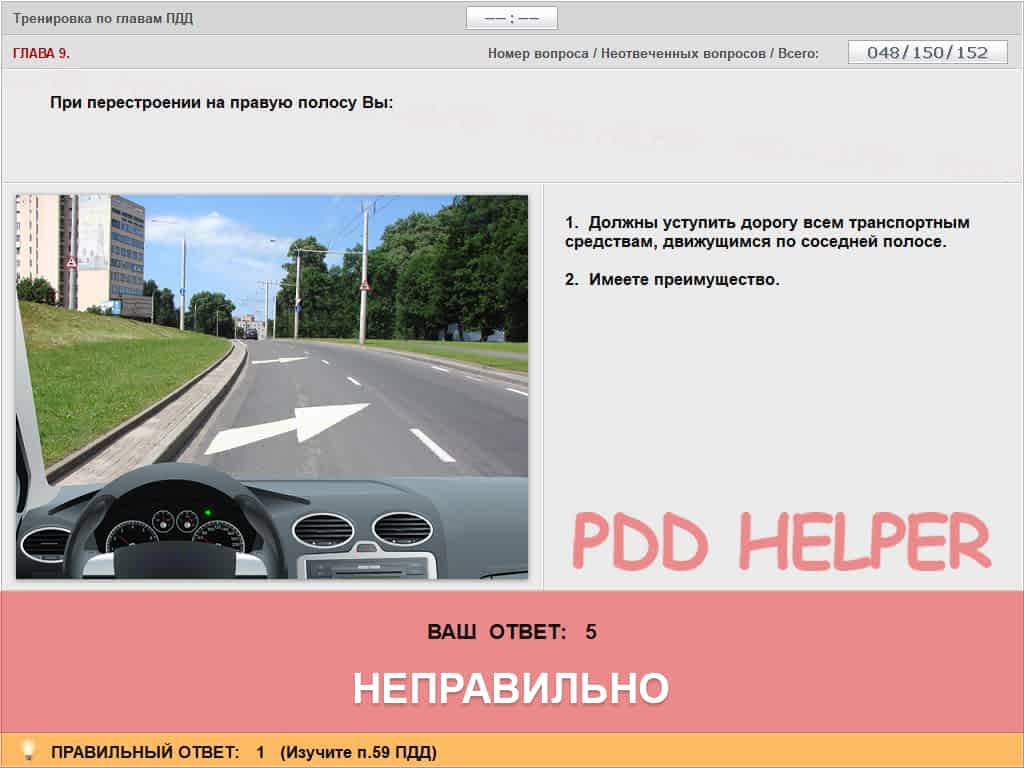 Тренировка по главам ПДД
–– : ––
ГЛАВА 9.
Номер вопроса / Неотвеченных вопросов / Всего:
048/150/152
При перестроении на правую полосу Вы:
1. Должны уступить дорогу всем транспортным
средствам, движущимся по соседней полосе.
2. Имеете преимущество.
PDD HELPER
ВАШ ОТВЕТ: 5
НЕПРАВИЛЬНО
ПРАВИЛЬНЫЙ ОТВЕТ: 1 (Изучите п.59 ПДД)